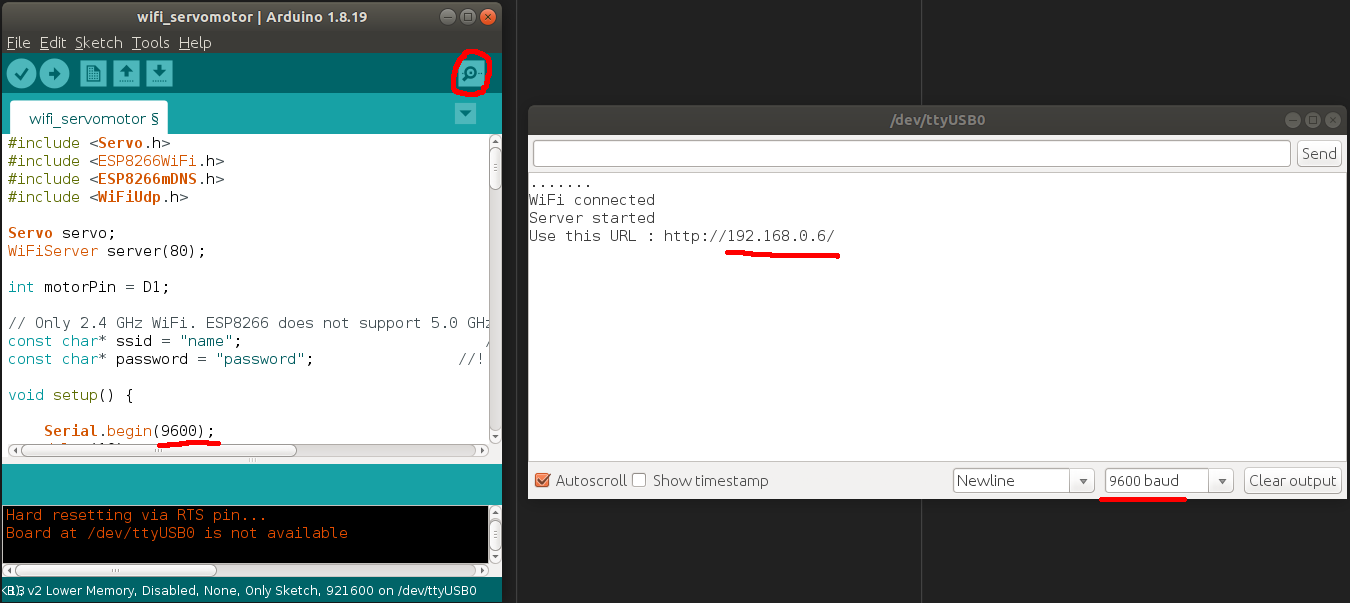 wifi_servomotor | Arduino 1.8.19
File Edit Sketch Tools Help
wifi_servomotor §
#include <Servo.h>
#include <ESP8266WiFi.h>
#include <ESP8266mDNS.h>
#include <WiFiUdp.h>
Servo servo;
WiFiServer server(80);
int motorPin = D1;
// Only 2.4 GHz WiFi. ESP8266 does not support 5.0 GHz
const char* ssid = "name"; /
const char* password = "password"; //!
void setup() {
Serial.begin(9600);
Hard resetting via RTS pin...
Board at /dev/ttyUSB0 is not available
v2 Lower Memory, Disabled, None, Only Sketch, 921600 on /dev/ttyUSB0
/dev/ttyUSB0
Send
.......
WiFi connected
Server started
Use this URL : http://192.168.0.6/
Autoscroll Show timestamp Newline 9600 baud Clear output